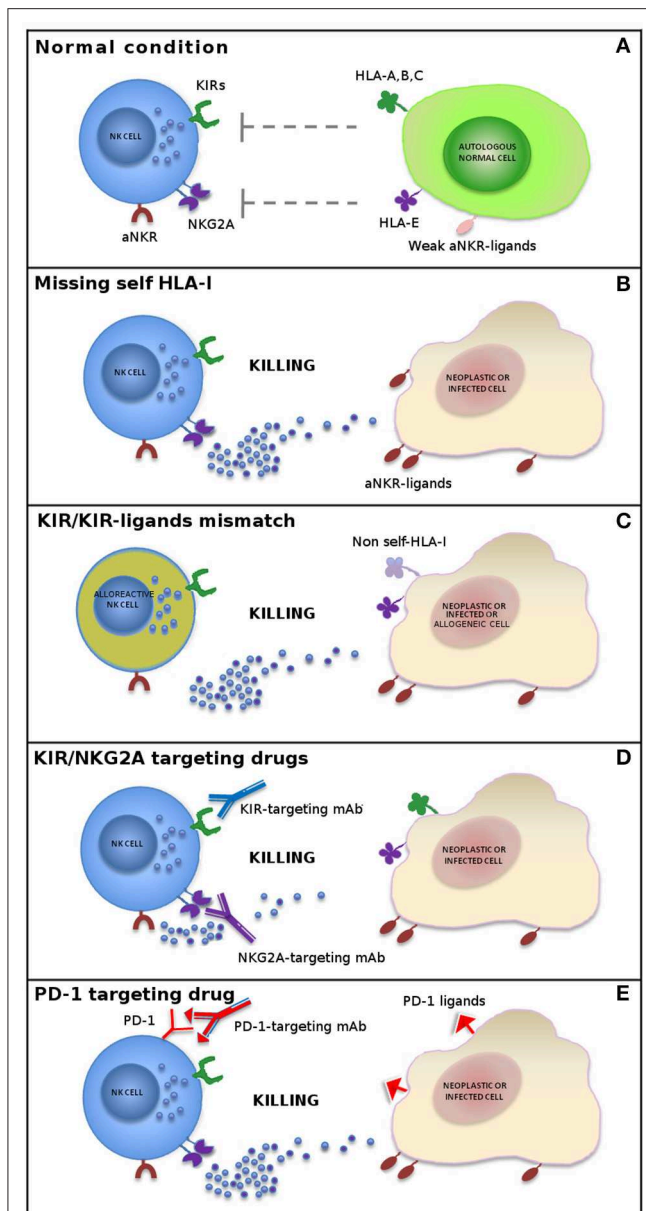 Normal condition
A
KIRs
HLA-A,B,C
NK CELL
AUTOLOGOUS
NORMAL CELL
aNKR
NKG2A
HLA-E
Weak aNKR-ligands
Missing self HLA-I
B
NK CELL
KILLING
NEOPLASTIC OR
INFECTED CELL
aNKR-ligands
KIR/KIR-ligands mismatch
C
Non self-HLA-I
ALLOREACTIVE
NK CELL
KILLING
NEOPLASTIC OR
INFECTED OR
ALLOGENEIC CELL
KIR/NKG2A targeting drugs
D
KIR-targeting mAb
NK CELL
KILLING
NEOPLASTIC OR
INFECTED CELL
NKG2A-targeting mAb
PD-1 targeting drug
E
PD-1
PD-1-targeting mAb
PD-1 ligands
NK CELL
KILLING
NEOPLASTIC OR
INFECTED CELL